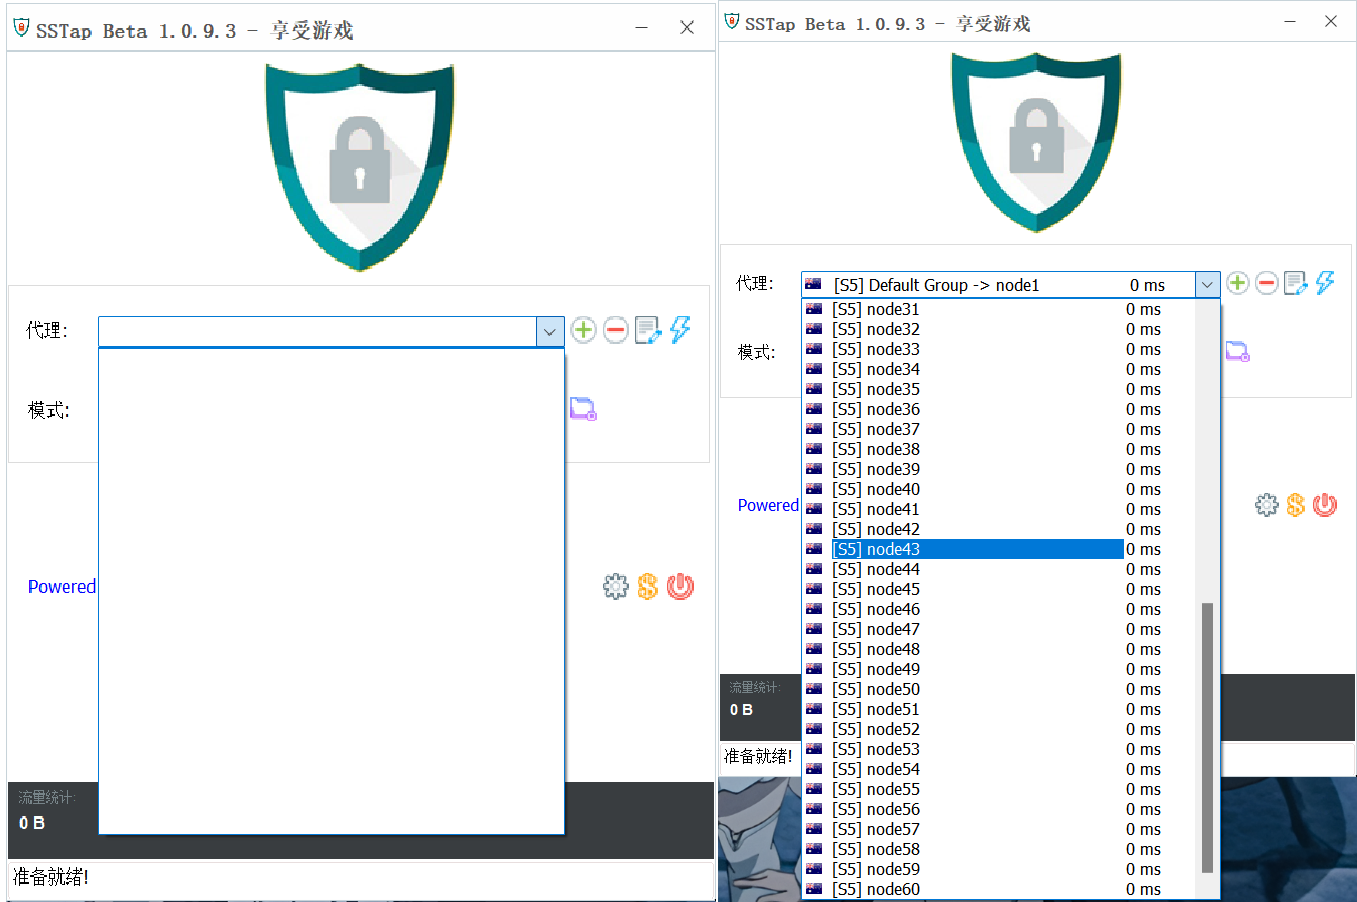 SSTap Beta 1.0.9.3 - 享受游戏
代理:
模式:
Powered
流量统计:
0 B
准备就绪!
SSTap Beta 1.0.9.3 - 享受游戏
代理:
[S5] Default Group -> node1 0 ms
模式:
Powered
[S5] node31 0 ms
[S5] node32 0 ms
[S5] node33 0 ms
[S5] node34 0 ms
[S5] node35 0 ms
[S5] node36 0 ms
[S5] node37 0 ms
[S5] node38 0 ms
[S5] node39 0 ms
[S5] node40 0 ms
[S5] node41 0 ms
[S5] node42 0 ms
[S5] node43 0 ms
[S5] node44 0 ms
[S5] node45 0 ms
[S5] node46 0 ms
[S5] node47 0 ms
[S5] node48 0 ms
[S5] node49 0 ms
[S5] node50 0 ms
[S5] node51 0 ms
[S5] node52 0 ms
[S5] node53 0 ms
[S5] node54 0 ms
[S5] node55 0 ms
[S5] node56 0 ms
[S5] node57 0 ms
[S5] node58 0 ms
[S5] node59 0 ms
[S5] node60 0 ms
流量统计:
0 B
准备就绪!